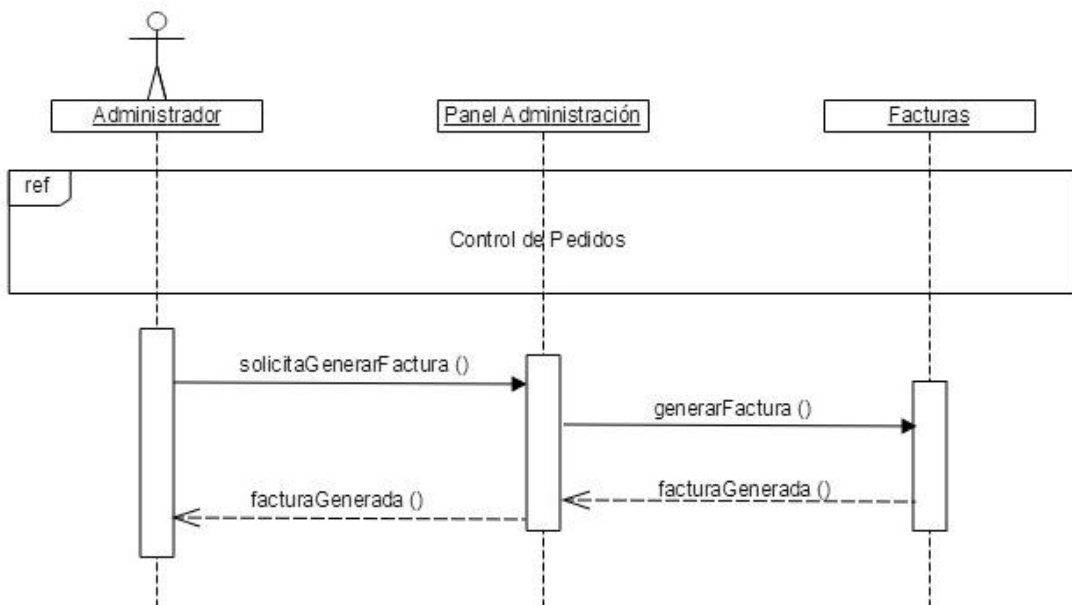 Administrador
Panel Administración
Facturas
ref
Control de Pedidos
solicitaGenerarFactura ()
generarFactura ()
facturaGenerada ()
facturaGenerada ()